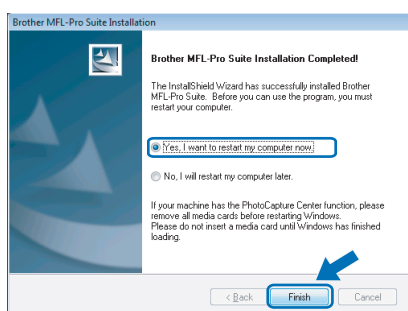 Brother MFL-Pro Suite Installation
Brother MFL-Pro Suite Installation Completed!
The InstallShield Wizard has successfully installed Brother
MFL-Pro Suite.  Before you can use the program, you must
restart your computer.
Yes, I want to restart my computer now.
No, I will restart my computer later.
If your machine has the PhotoCapture Center function, please
remove all media cards before restarting Windows.
Please do not insert a media card until Windows has finished
loading.
< Back
Finish
Cancel